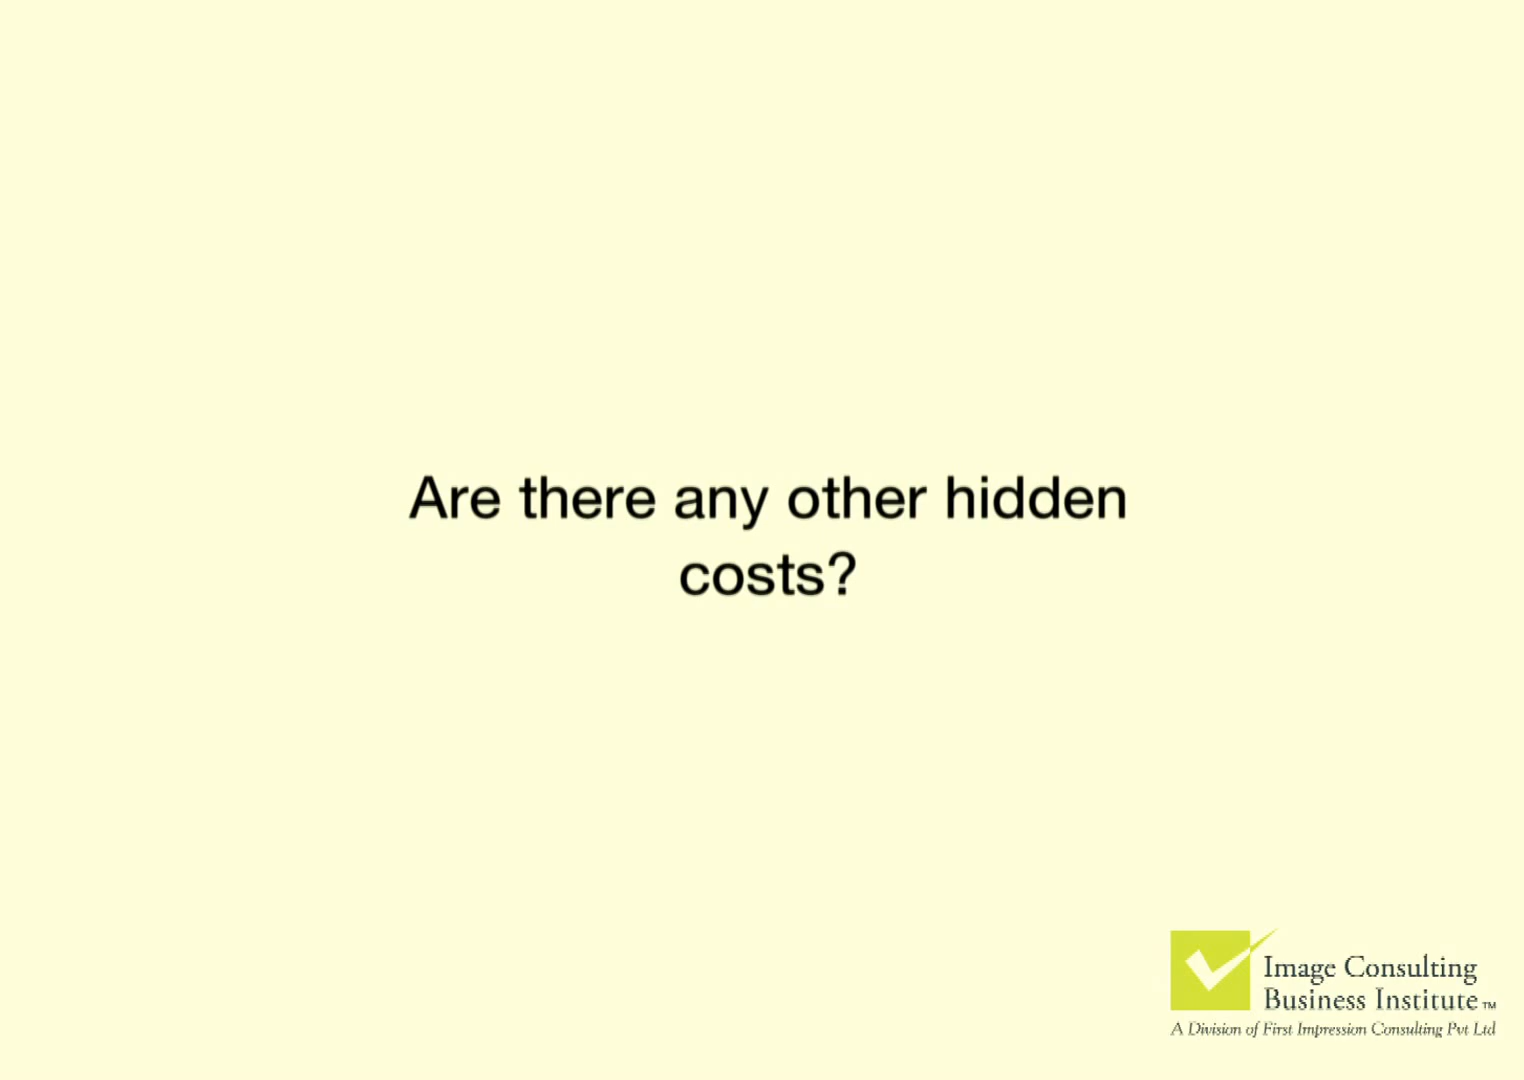 Are there any other hidden
costs?
Image Consulting
Business Institute™
A Division of First Impression Consulting Pvt Ltd